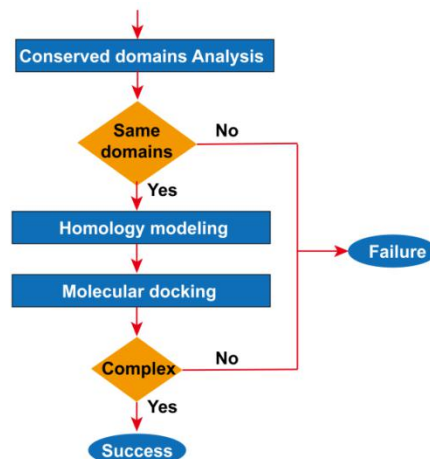 Conserved domains Analysis
Same
domains
No
Yes
Homology modeling
Failure
Molecular docking
Complex
No
Yes
Success